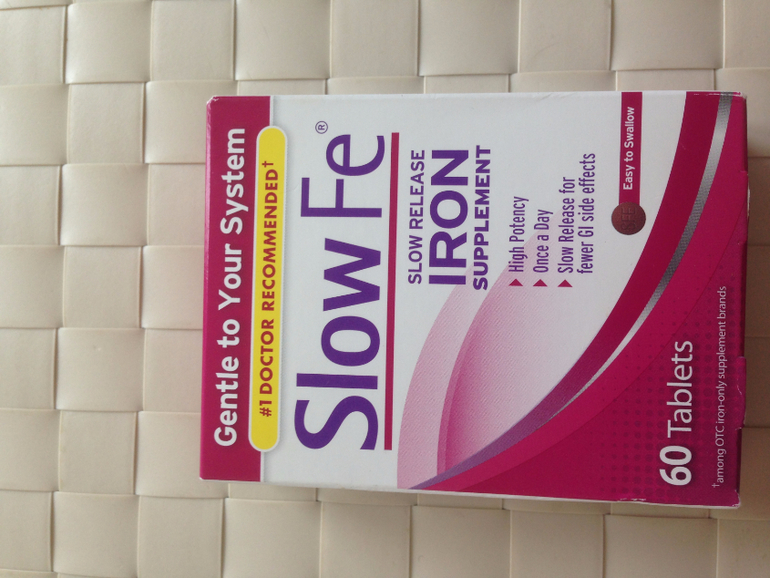 Gentle to Your System
#1 DOCTOR RECOMMENDED†
Slow Fe®
SLOW RELEASE
IRON
SUPPLEMENT
▶ High Potency
▶ Once a Day
▶ Slow Release for
fewer GI side effects
Easy to Swallow
60 Tablets
†among OTC iron-only supplement brands